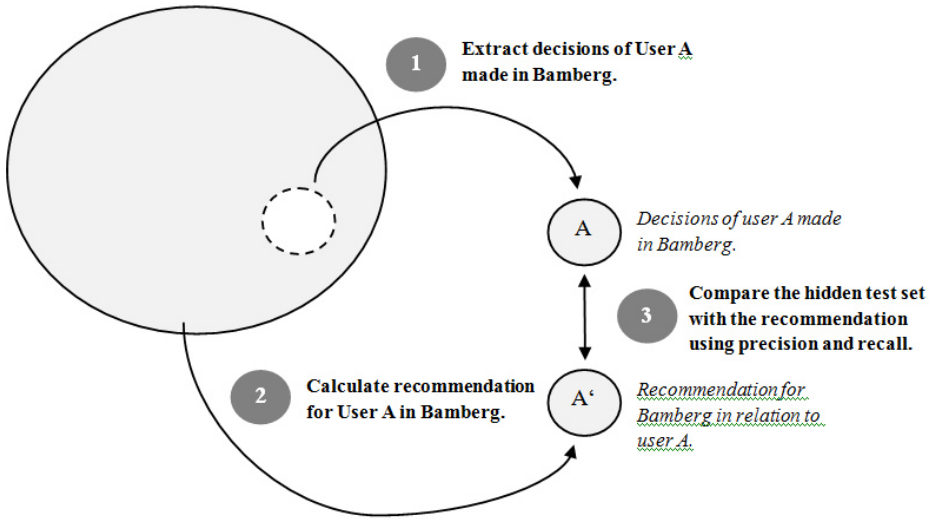 1
Extract decisions of User A
made in Bamberg.
A
Decisions of user A made
in Bamberg.
3
Compare the hidden test set
with the recommendation
using precision and recall.
2
Calculate recommendation
for User A in Bamberg.
A‘
Recommendation for
Bamberg in relation to
user A.